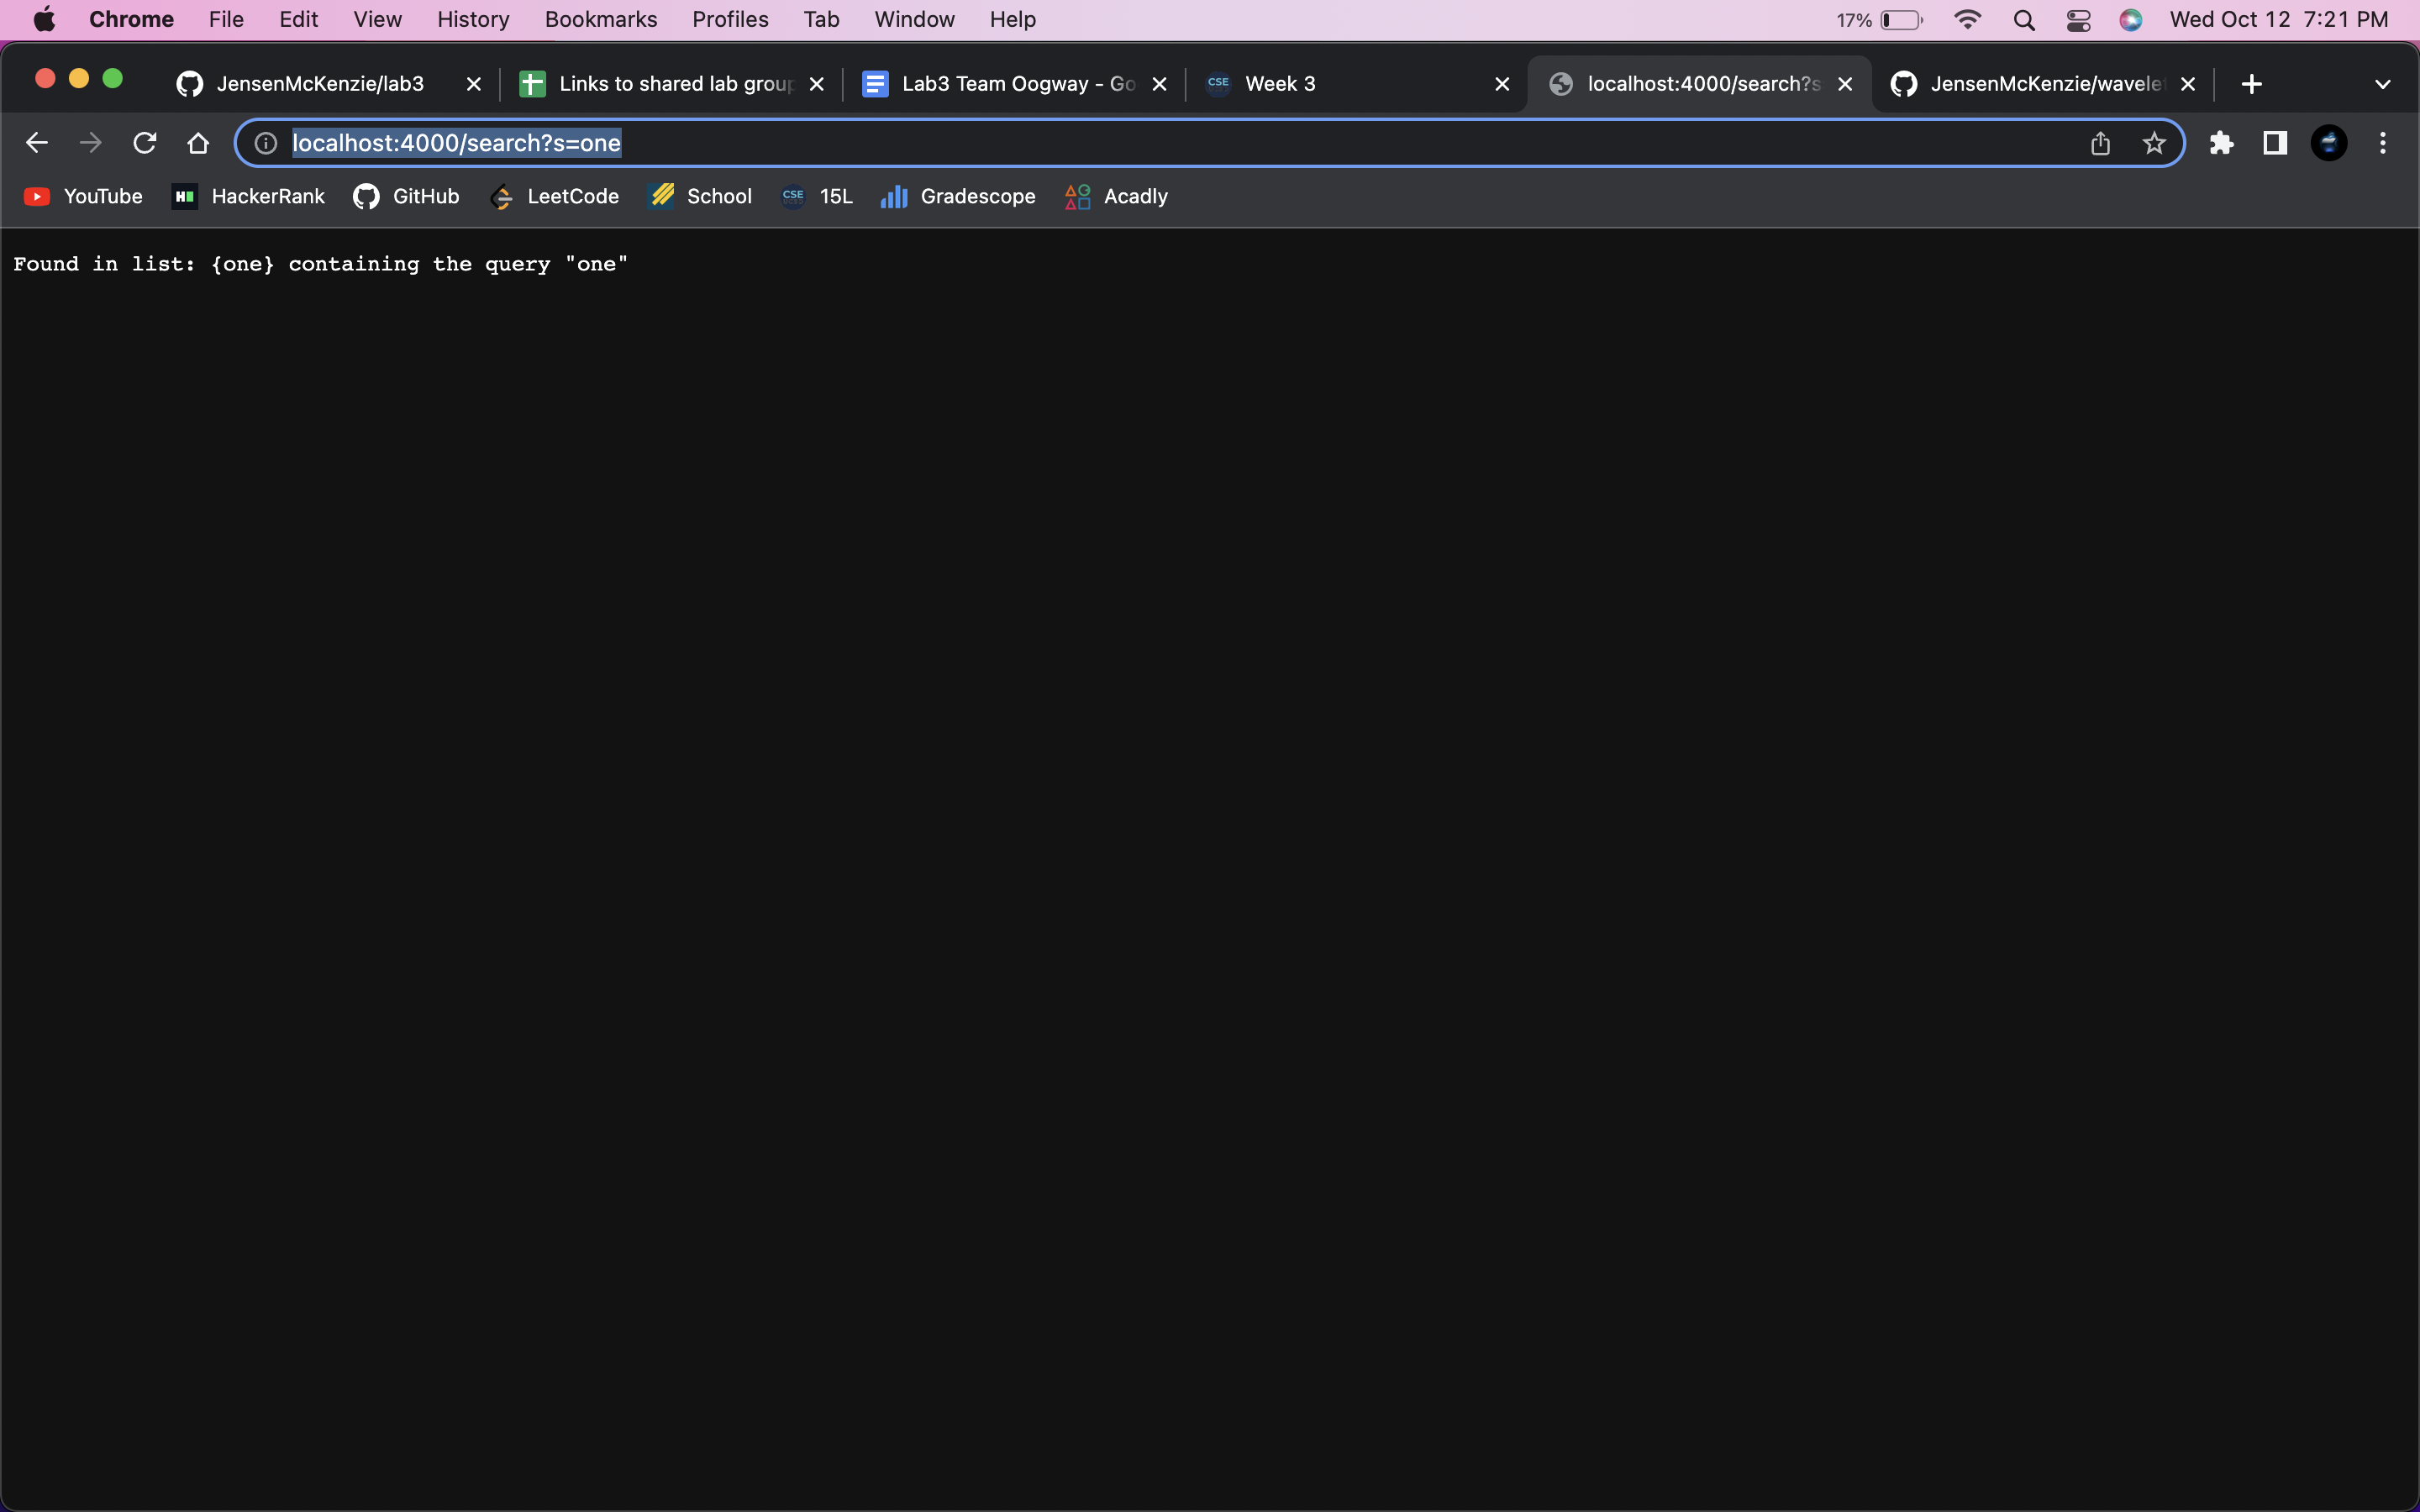 Chrome File Edit View History Bookmarks Profiles Tab Window Help 17% Wed Oct 12 7:21 PM
JensenMcKenzie/lab3 Links to shared lab group Lab3 Team Oogway - Go CSE Week 3 localhost:4000/search?s JensenMcKenzie/wavele
localhost:4000/search?s=one
YouTube HackerRank GitHub LeetCode School CSE 15L Gradescope Acadly
Found in list: {one} containing the query "one"